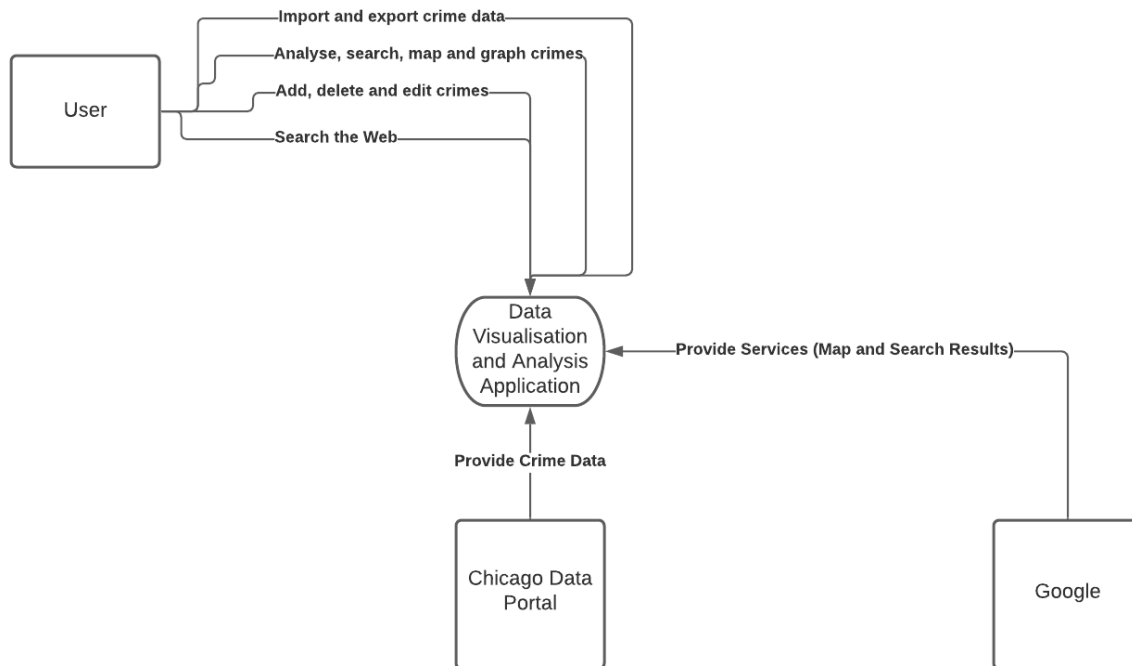 Import and export crime data
Analyse, search, map and graph crimes
Add, delete and edit crimes
Search the Web
User
Data
Visualisation
and Analysis
Application
Provide Services (Map and Search Results)
Provide Crime Data
Chicago Data
Portal
Google